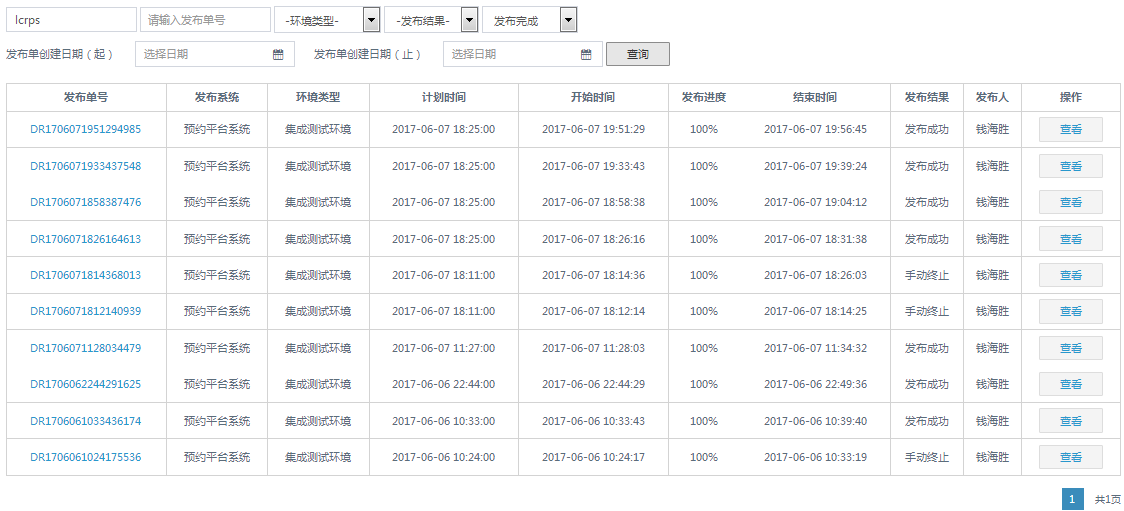 lcrps 请输入发布单号 -环境类型- -发布结果- 发布完成
发布单创建日期（起） 选择日期 发布单创建日期（止） 选择日期 查询
发布单号 发布系统 环境类型 计划时间 开始时间 发布进度 结束时间 发布结果 发布人 操作
DR1706071951294985 预约平台系统 集成测试环境 2017-06-07 18:25:00 2017-06-07 19:51:29 100% 2017-06-07 19:56:45 发布成功 钱海胜 查看
DR1706071933437548 预约平台系统 集成测试环境 2017-06-07 18:25:00 2017-06-07 19:33:43 100% 2017-06-07 19:39:24 发布成功 钱海胜 查看
DR1706071858387476 预约平台系统 集成测试环境 2017-06-07 18:25:00 2017-06-07 18:58:38 100% 2017-06-07 19:04:12 发布成功 钱海胜 查看
DR1706071826164613 预约平台系统 集成测试环境 2017-06-07 18:25:00 2017-06-07 18:26:16 100% 2017-06-07 18:31:38 发布成功 钱海胜 查看
DR1706071814368013 预约平台系统 集成测试环境 2017-06-07 18:11:00 2017-06-07 18:14:36 100% 2017-06-07 18:26:03 手动终止 钱海胜 查看
DR1706071812140939 预约平台系统 集成测试环境 2017-06-07 18:11:00 2017-06-07 18:12:14 100% 2017-06-07 18:14:25 手动终止 钱海胜 查看
DR1706071128034479 预约平台系统 集成测试环境 2017-06-07 11:27:00 2017-06-07 11:28:03 100% 2017-06-07 11:34:32 发布成功 钱海胜 查看
DR1706062244291625 预约平台系统 集成测试环境 2017-06-06 22:44:00 2017-06-06 22:44:29 100% 2017-06-06 22:49:36 发布成功 钱海胜 查看
DR1706061033436174 预约平台系统 集成测试环境 2017-06-06 10:33:00 2017-06-06 10:33:43 100% 2017-06-06 10:39:40 发布成功 钱海胜 查看
DR1706061024175536 预约平台系统 集成测试环境 2017-06-06 10:24:00 2017-06-06 10:24:17 100% 2017-06-06 10:33:19 手动终止 钱海胜 查看
1 共1页